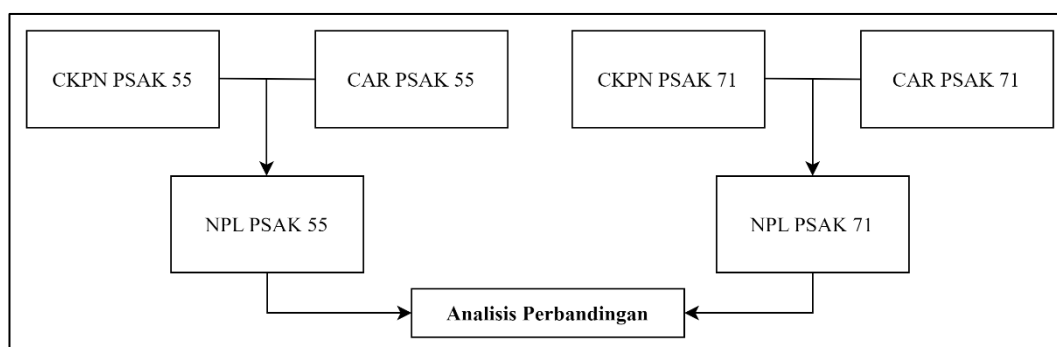 CKPN PSAK 55
CAR PSAK 55
CKPN PSAK 71
CAR PSAK 71
NPL PSAK 55
NPL PSAK 71
Analisis Perbandingan